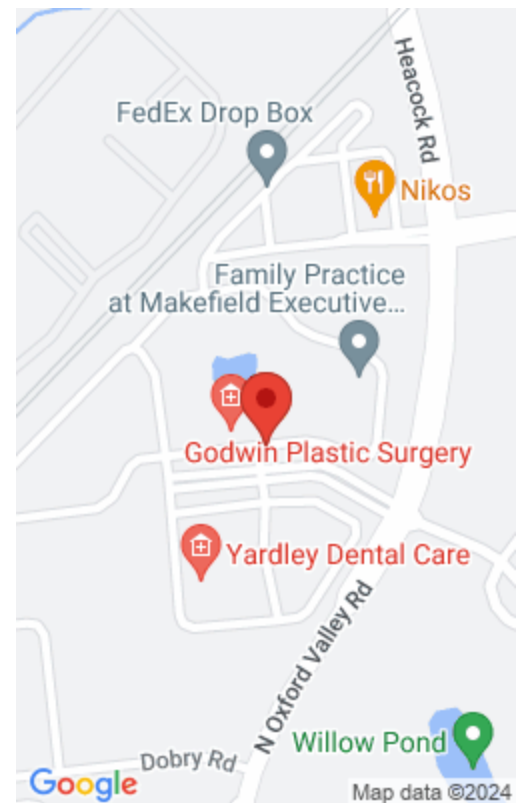 Heacock Rd
FedEx Drop Box
Nikos
Family Practice
at Makefield Executive...
Godwin Plastic Surgery
Yardley Dental Care
N Oxford Valley Rd
Willow Pond
Dobry Rd
Google
Map data ©2024